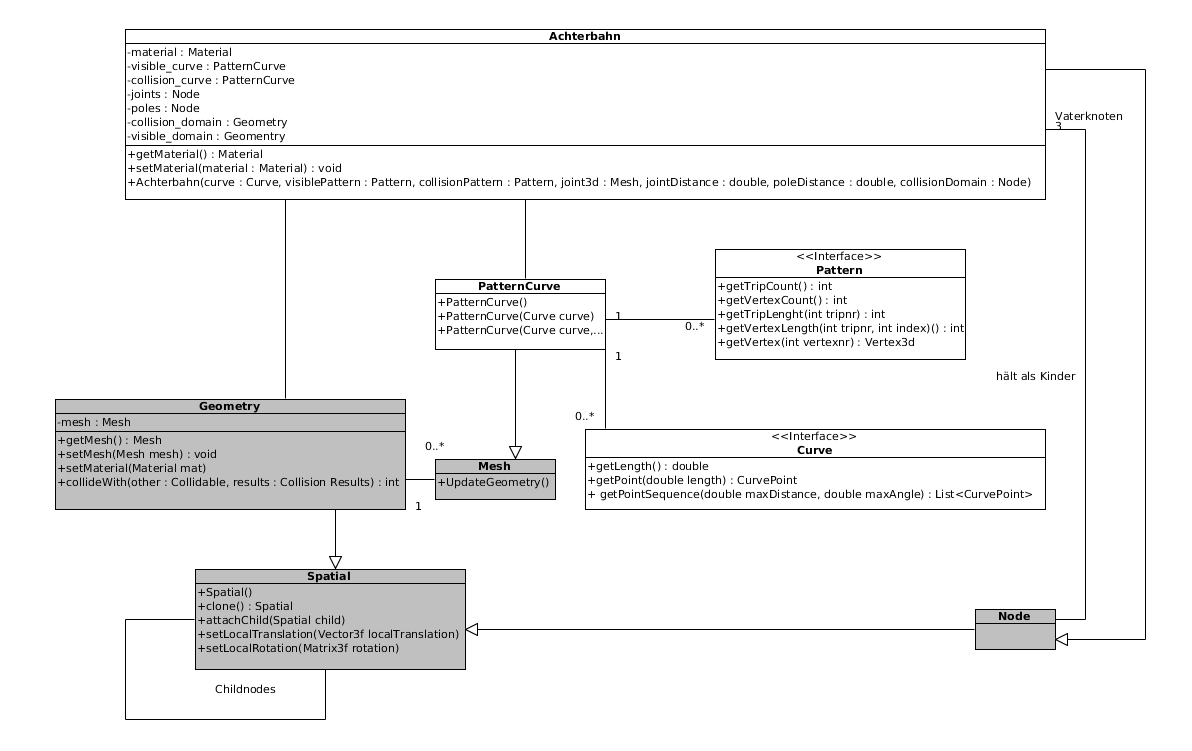 Achterbahn
-material : Material
-visible_curve : PatternCurve
-collision_curve : PatternCurve
-joints : Node
-poles : Node
-collision_domain : Geometry
-visible_domain : Geomentry
+getMaterial() : Material
+setMaterial(material : Material) : void
+Achterbahn(curve : Curve, visiblePattern : Pattern, collisionPattern : Pattern, joint3d : Mesh, jointDistance : double, poleDistance : double, collisionDomain : Node)
Vaterknoten
3
<<Interface>>
Pattern
+getTripCount() : int
+getVertexCount() : int
+getTripLenght(int tripnr) : int
+getVertexLength(int tripnr, int index)() : int
+getVertex(int vertexnr) : Vertex3d
PatternCurve
+PatternCurve()
+PatternCurve(Curve curve)
+PatternCurve(Curve curve,...
1
0..*
1
0..*
hält als Kinder
Geometry
-mesh : Mesh
+getMesh() : Mesh
+setMesh(Mesh mesh) : void
+setMaterial(Material mat)
+collideWith(other : Collidable, results : Collision Results) : int
0..*
1
Mesh
+UpdateGeometry()
<<Interface>>
Curve
+getLength() : double
+getPoint(double length) : CurvePoint
+ getPointSequence(double maxDistance, double maxAngle) : List<CurvePoint>
Spatial
+Spatial()
+clone() : Spatial
+attachChild(Spatial child)
+setLocalTranslation(Vector3f localTranslation)
+setLocalRotation(Matrix3f rotation)
Childnodes
Node